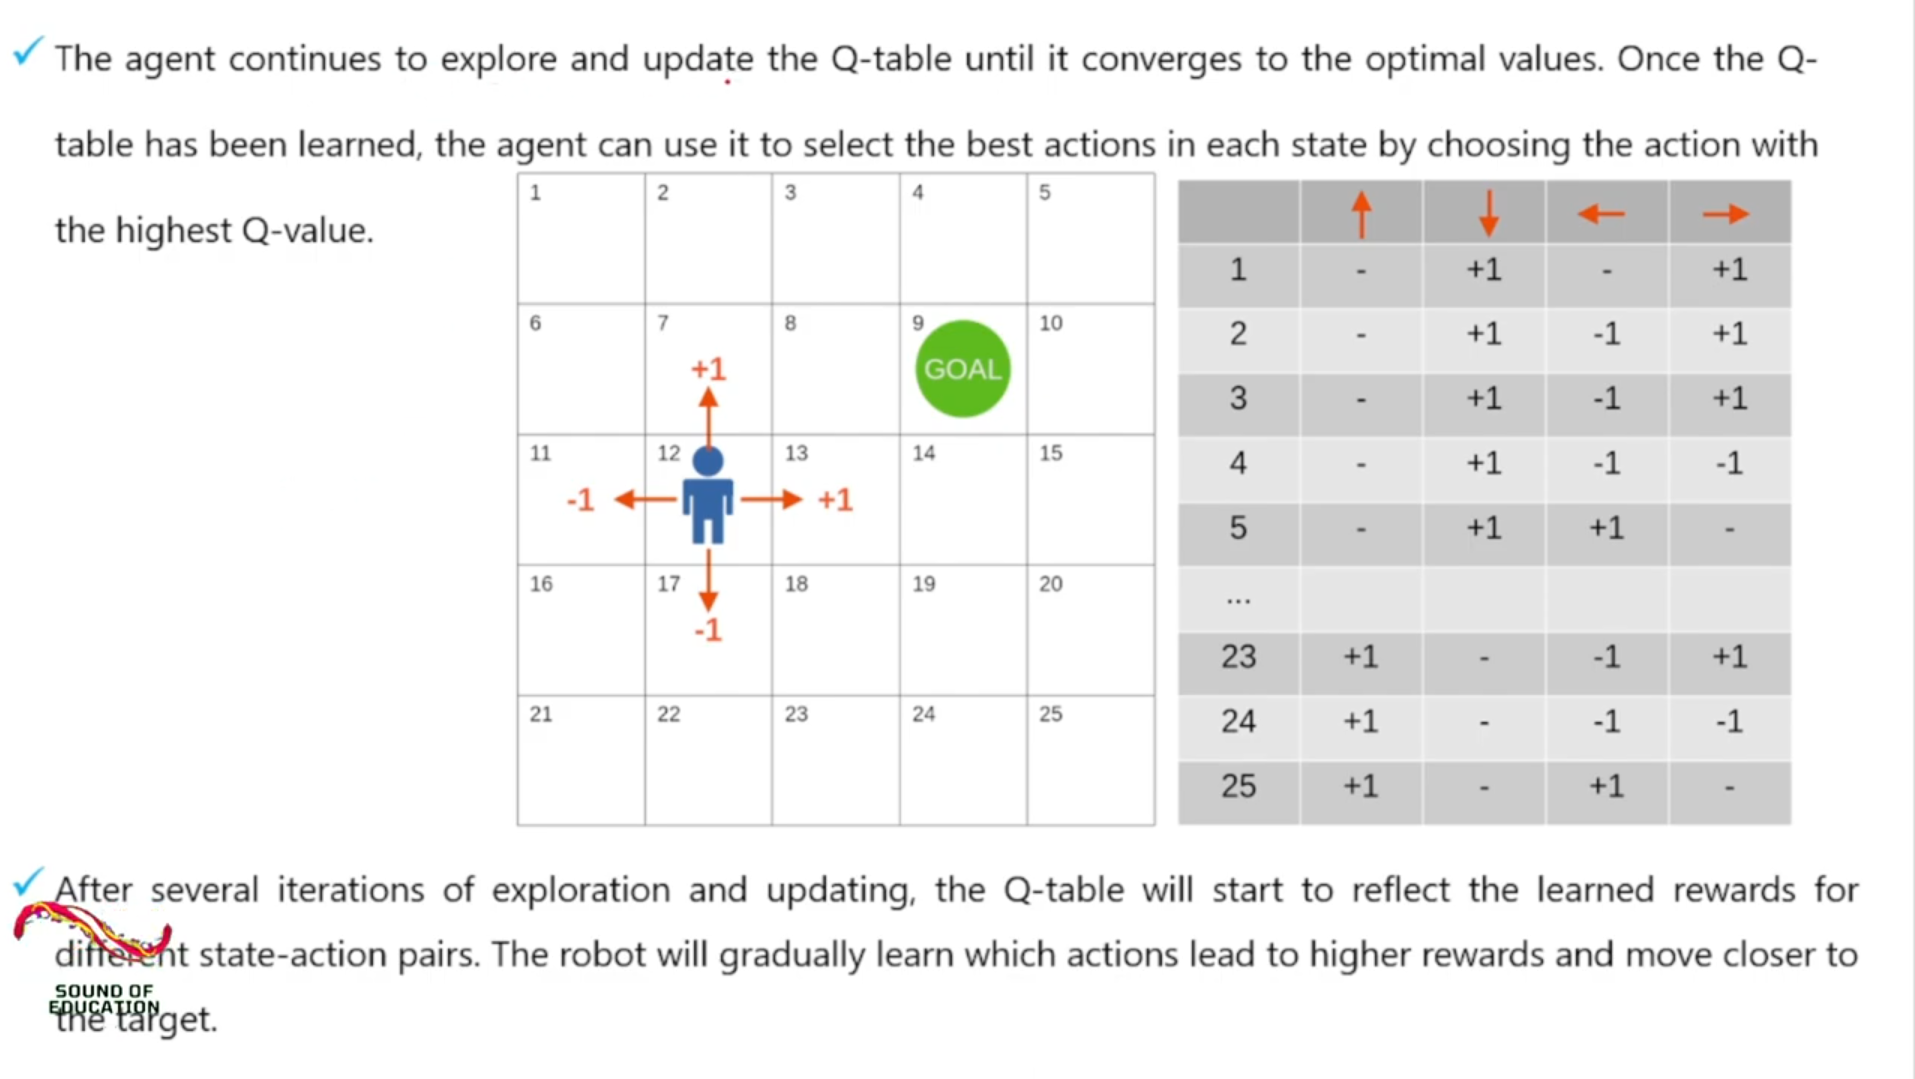 The agent continues to explore and update the Q-table until it converges to the optimal values. Once the Q-
table has been learned, the agent can use it to select the best actions in each state by choosing the action with
the highest Q-value.
1 2 3 4 5
6 7 8 9 10
GOAL
+1
11 12 13 14 15
-1 +1
16 17 18 19 20
-1
21 22 23 24 25
↑ ↓ ← →
1 - +1 - +1
2 - +1 -1 +1
3 - +1 -1 +1
4 - +1 -1 -1
5 - +1 +1 -
...
23 +1 - -1 +1
24 +1 - -1 -1
25 +1 - +1 -
After several iterations of exploration and updating, the Q-table will start to reflect the learned rewards for
different state-action pairs. The robot will gradually learn which actions lead to higher rewards and move closer to
the target.
SOUND OF
EDUCATION